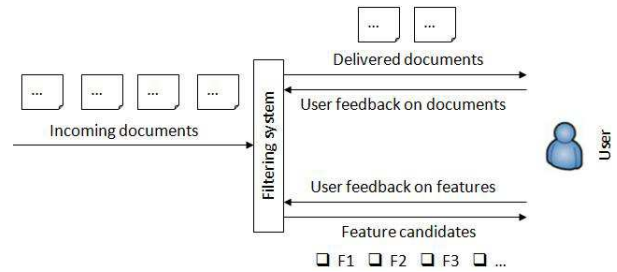 ... ...
Delivered documents
... ... ... ...
User feedback on documents
Incoming documents
Filtering system
User
User feedback on features
Feature candidates
❑ F1 ❑ F2 ❑ F3 ❑ ...